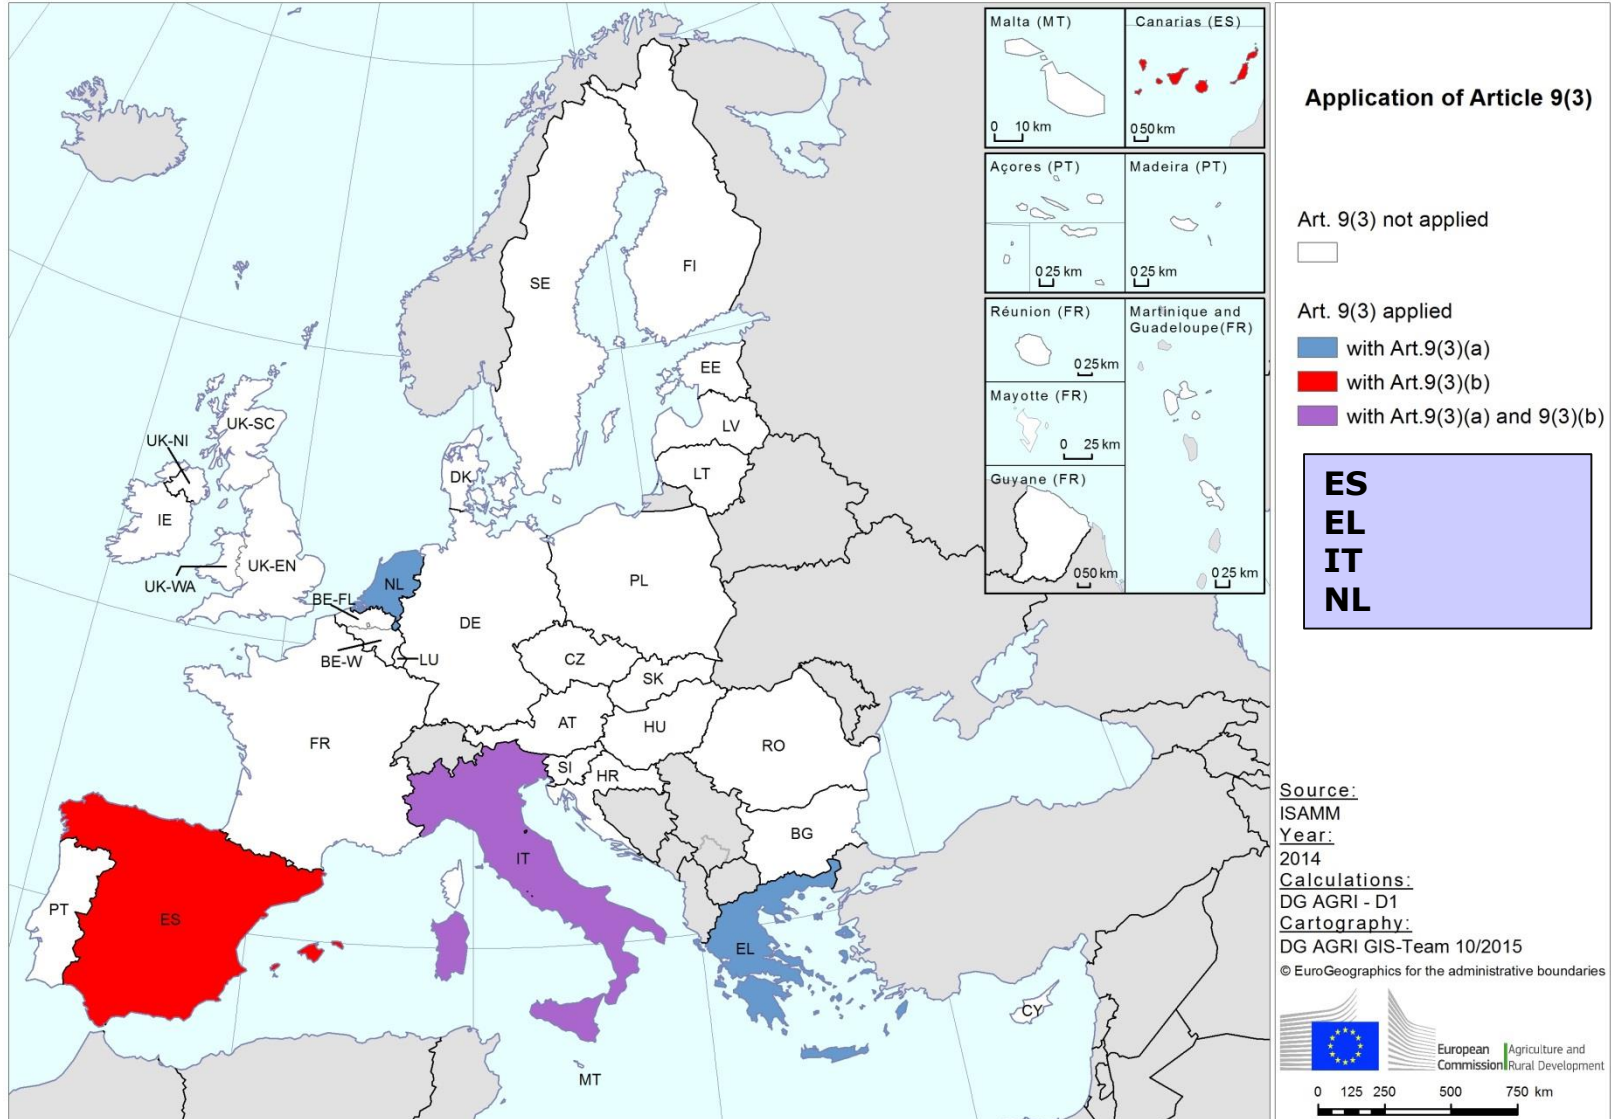 Malta (MT)
0 10 km
Canarias (ES)
0 50 km
Açores (PT)
0 25 km
Madeira (PT)
0 25 km
Réunion (FR)
0 25 km
Martinique and
Guadeloupe(FR)
0 25 km
Mayotte (FR)
0 25 km
Guyane (FR)
0 50 km
SE
FI
EE
LV
LT
DK
UK-SC
UK-NI
IE
UK-WA
UK-EN
NL
BE-FL
BE-W
LU
DE
PL
CZ
SK
AT
HU
RO
FR
SI
HR
BG
IT
PT
ES
EL
CY
MT
Application of Article 9(3)
Art. 9(3) not applied
Art. 9(3) applied
with Art.9(3)(a)
with Art.9(3)(b)
with Art.9(3)(a) and 9(3)(b)
ES
EL
IT
NL
Source:
ISAMM
Year:
2014
Calculations:
DG AGRI - D1
Cartography:
DG AGRI GIS-Team 10/2015
© EuroGeographics for the administrative boundaries
European
Commission
Agriculture and
Rural Development
0 125 250 500 750 km